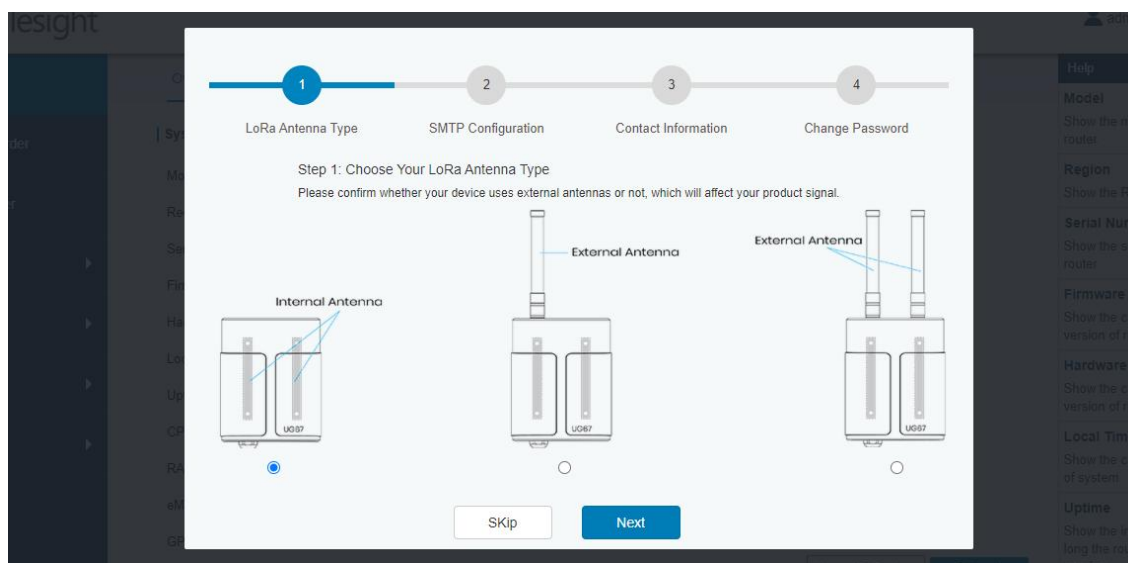 1
2
3
4
LoRa Antenna Type
SMTP Configuration
Contact Information
Change Password
Step 1: Choose Your LoRa Antenna Type
Please confirm whether your device uses external antennas or not, which will affect your product signal.
Internal Antenna
UG67
External Antenna
UG67
External Antenna
UG67
SKip
Next
Help
Model
Show the
router
Region
Show the
Serial
Show the
router
Firmware
Show the
version of
Hardware
Show the
version of
Local
Show the
of system
Uptime
Show the
long the